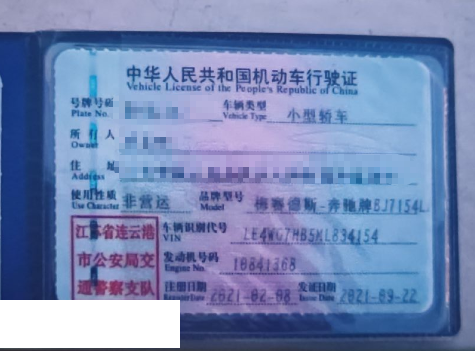 中华人民共和国机动车行驶证
Vehicle License of the People's Republic of China
号牌号码 车辆类型 小型轿车
Plate No. Vehicle Type
所有人
Owner
住 址
Address
使用性质 非营运 品牌型号 梅赛德斯-奔驰牌BJ7154L
Use Character Model
江苏省连云港 车辆识别代号
VIN LE4WG7HB5ML834154
市公安局交 发动机号码
Engine No. 10841368
通警察支队 注册日期 2021-02-08 发证日期 2021-09-22
Register Date Issue Date